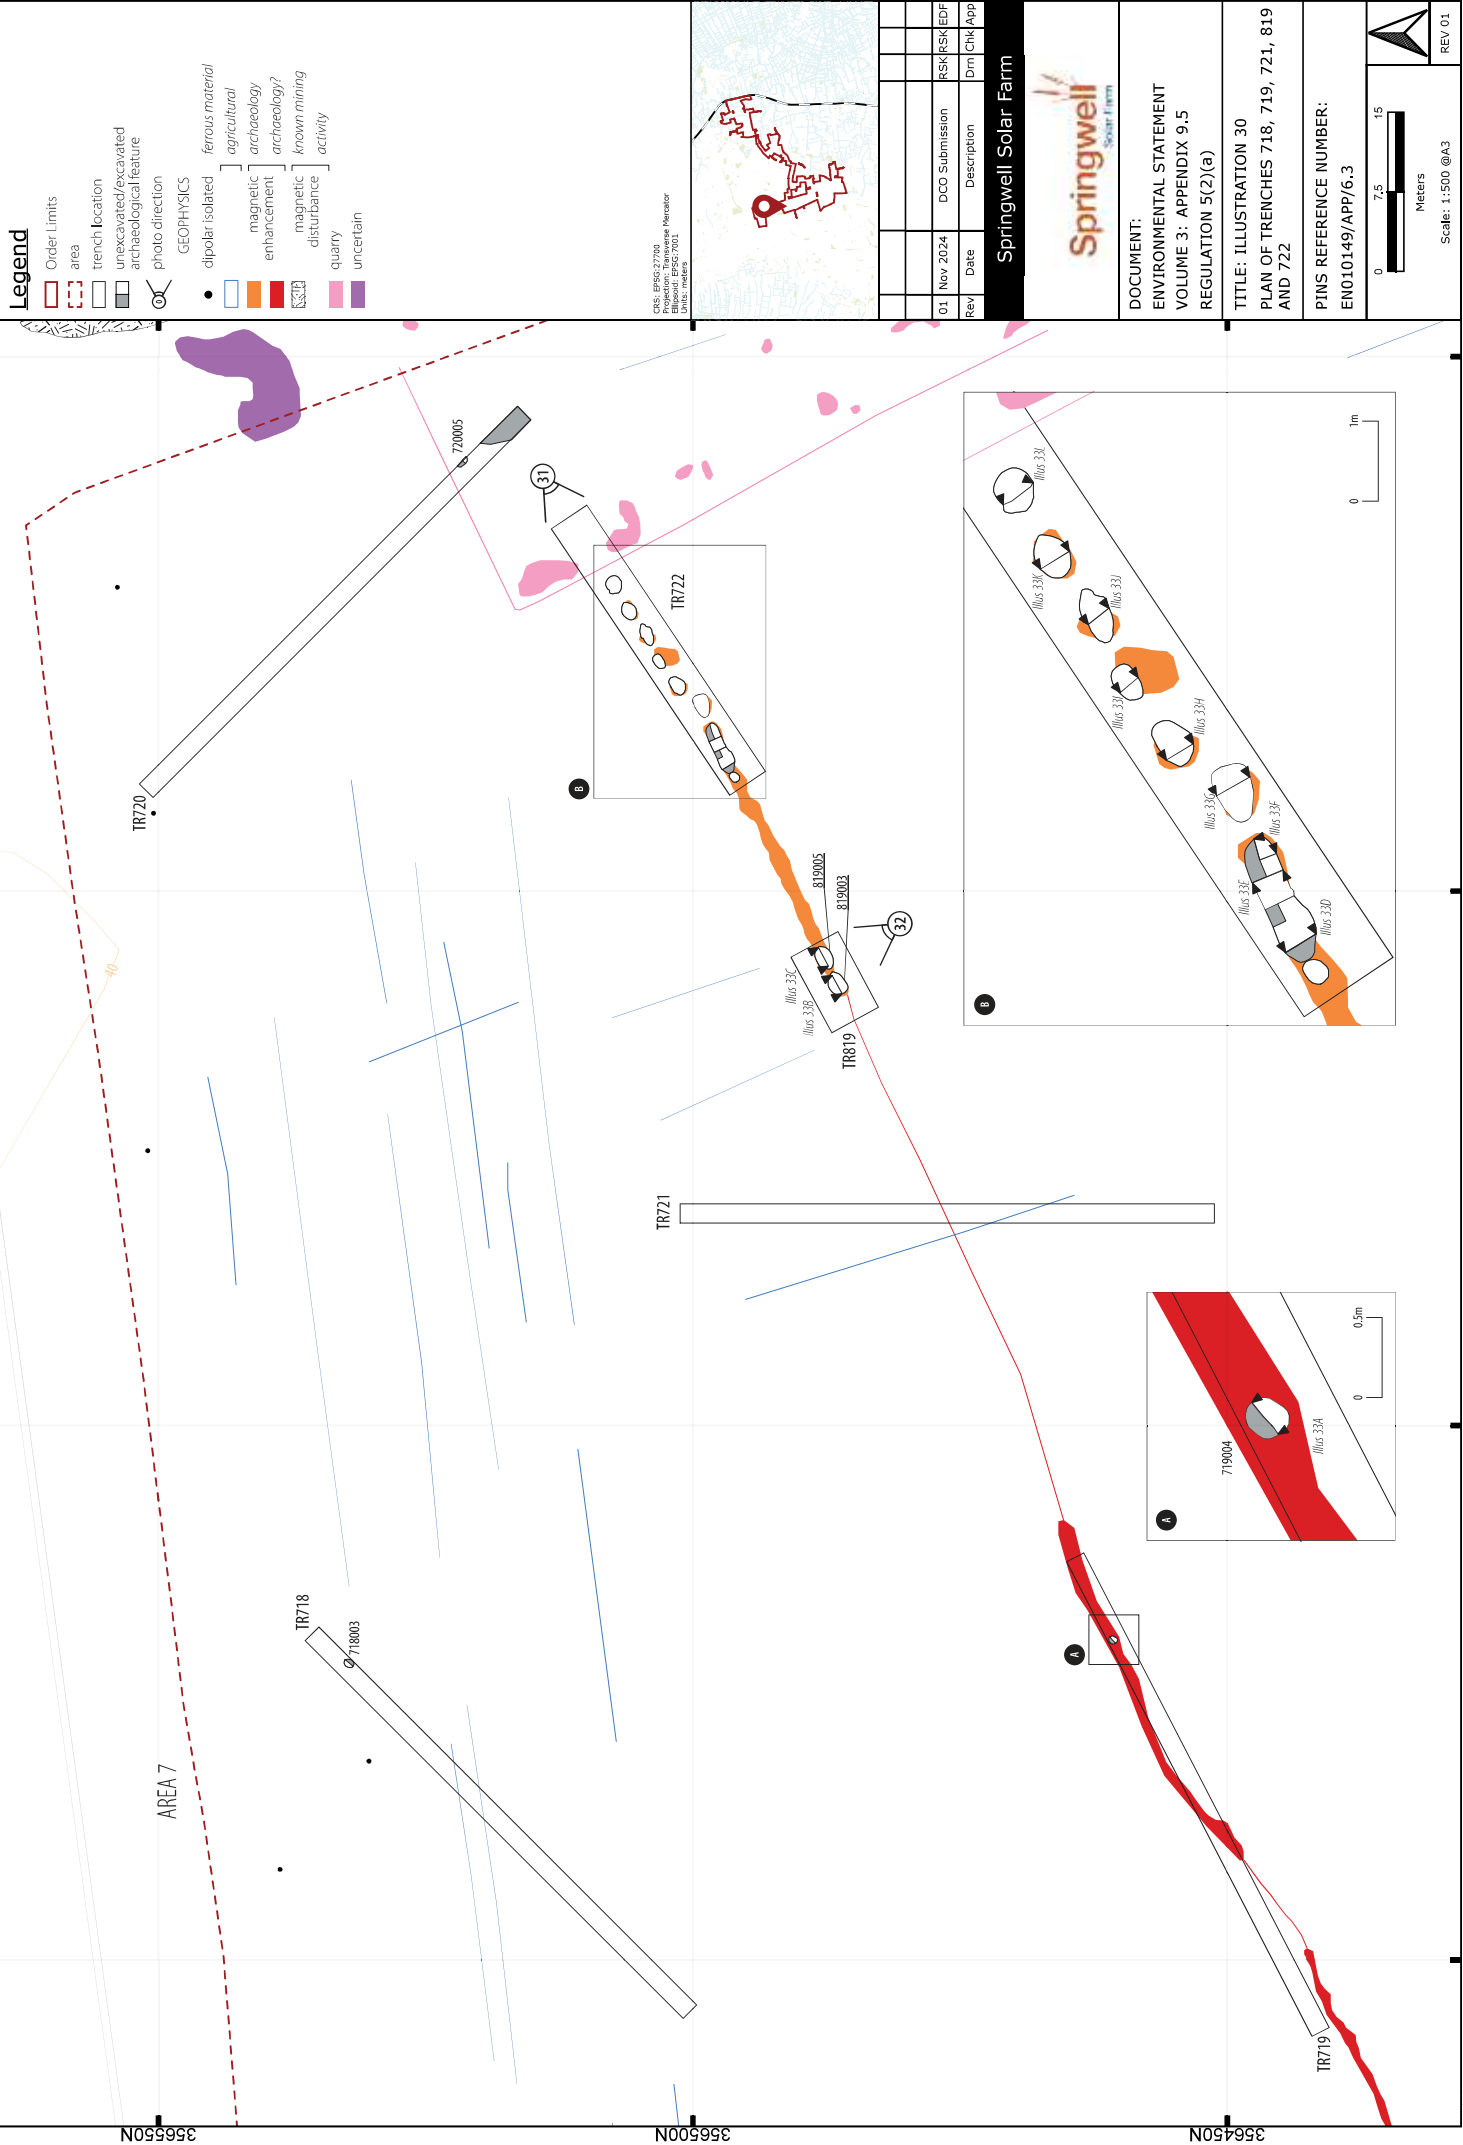 Legend
Order Limits
area
trench location
unexcavated/excavated
archaeological feature
photo direction
GEOPHYSICS
dipolar isolated
ferrous material
agricultural
magnetic
enhancement
archaeology
archaeology?
magnetic
disturbance
known mining
activity
quarry
uncertain
CRS: EPSG:27700
Projection: Transverse Mercator
Ellipsoid: EPSG:7001
Units: meters
01 Nov 2024 DCO Submission RSK RSK EDF
Rev Date Description Drn Chk App
Springwell Solar Farm
Springwell
Solar Farm
DOCUMENT:
ENVIRONMENTAL STATEMENT
VOLUME 3: APPENDIX 9.5
REGULATION 5(2)(a)
TITLE: ILLUSTRATION 30
PLAN OF TRENCHES 718, 719, 721, 819
AND 722
PINS REFERENCE NUMBER:
EN010149/APP/6.3
0 7.5 15
Meters
Scale: 1:500 @A3
REV 01
AREA 7
40
TR720
720005
31
TR722
B
819005
819003
32
Illus 33C
Illus 33B
TR819
TR721
TR718
718003
A
TR719
A
719004
Illus 33A
0 0.5m
B
Illus 33L
Illus 33K
Illus 33J
Illus 33I
Illus 33H
Illus 33G
Illus 33F
Illus 33E
Illus 33D
0 1m
356550N
356500N
356450N